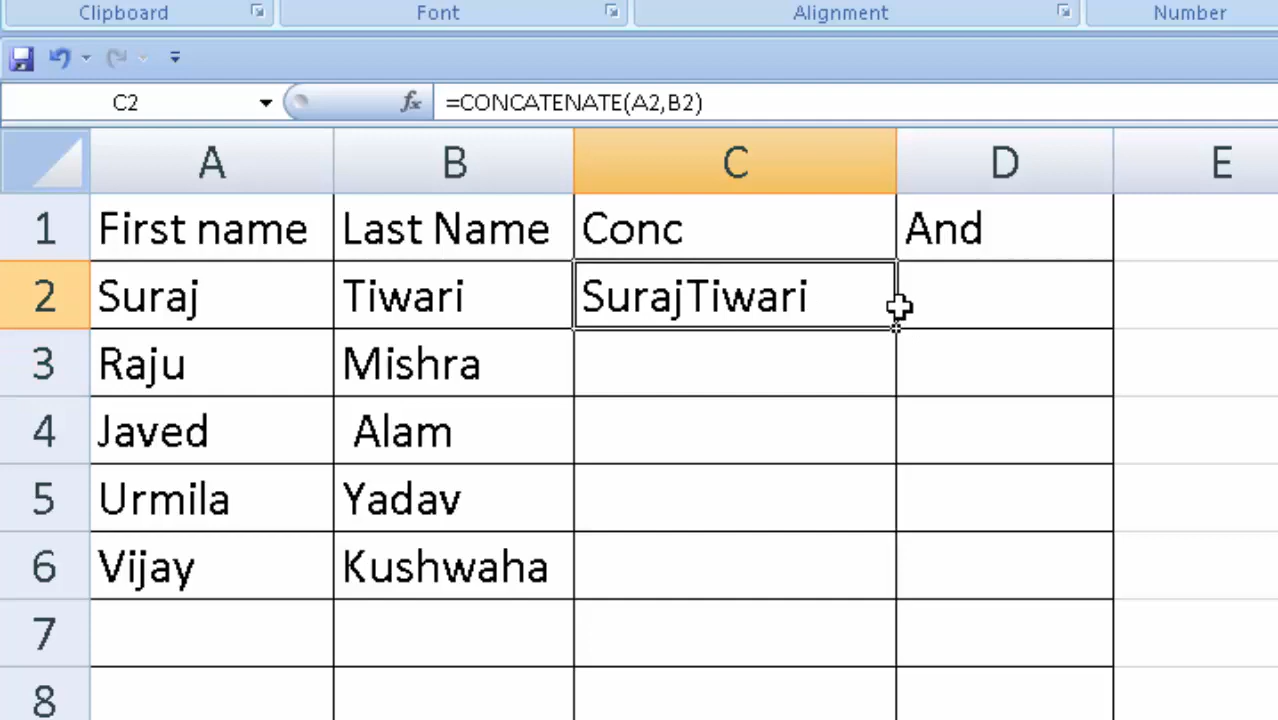 Clipboard Font Alignment Number
C2 fx =CONCATENATE(A2,B2)
A B C D E
1 First name Last Name Conc And
2 Suraj Tiwari SurajTiwari
3 Raju Mishra
4 Javed Alam
5 Urmila Yadav
6 Vijay Kushwaha
7
8